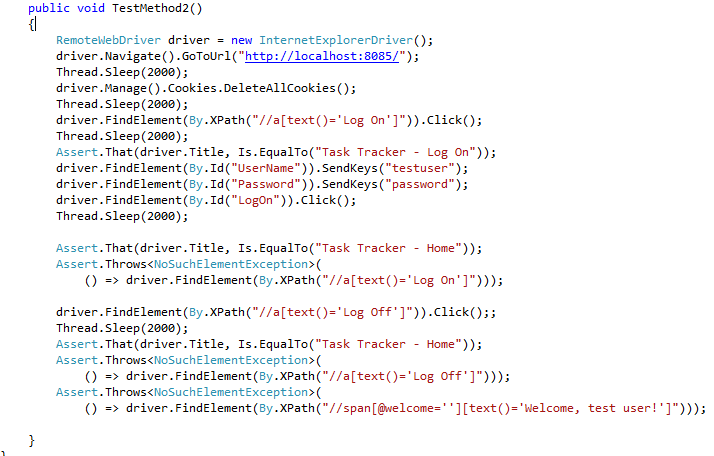 public void TestMethod2()
{
RemoteWebDriver driver = new InternetExplorerDriver();
driver.Navigate().GoToUrl("http://localhost:8085/");
Thread.Sleep(2000);
driver.Manage().Cookies.DeleteAllCookies();
Thread.Sleep(2000);
driver.FindElement(By.XPath("//a[text()='Log On']")).Click();
Thread.Sleep(2000);
Assert.That(driver.Title, Is.EqualTo("Task Tracker - Log On"));
driver.FindElement(By.Id("UserName")).SendKeys("testuser");
driver.FindElement(By.Id("Password")).SendKeys("password");
driver.FindElement(By.Id("LogOn")).Click();
Thread.Sleep(2000);
Assert.That(driver.Title, Is.EqualTo("Task Tracker - Home"));
Assert.Throws<NoSuchElementException>(
() => driver.FindElement(By.XPath("//a[text()='Log On']")));
driver.FindElement(By.XPath("//a[text()='Log Off']")).Click();;
Thread.Sleep(2000);
Assert.That(driver.Title, Is.EqualTo("Task Tracker - Home"));
Assert.Throws<NoSuchElementException>(
() => driver.FindElement(By.XPath("//a[text()='Log Off']")));
Assert.Throws<NoSuchElementException>(
() => driver.FindElement(By.XPath("//span[@welcome=''][text()='Welcome, test user!']")));
}